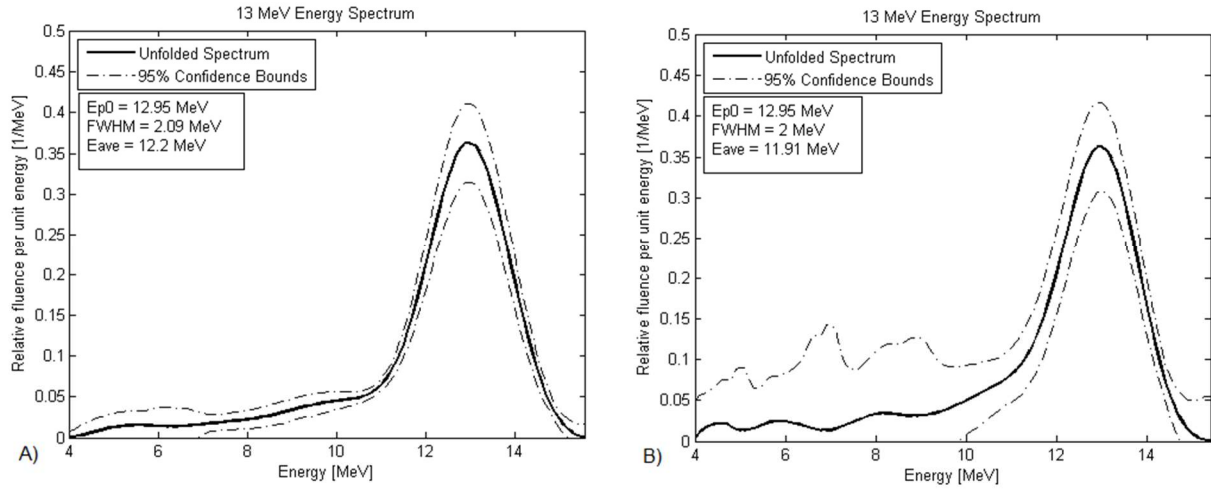 13 MeV Energy Spectrum
Relative fluence per unit energy [1/MeV]
0.5
0.45
0.4
0.35
0.3
0.25
0.2
0.15
0.1
0.05
0
Unfolded Spectrum
95% Confidence Bounds
Ep0 = 12.95 MeV
FWHM = 2.09 MeV
Eave = 12.2 MeV
4 6 8 10 12 14
Energy [MeV]
A)
13 MeV Energy Spectrum
Relative fluence per unit energy [1/MeV]
0.5
0.45
0.4
0.35
0.3
0.25
0.2
0.15
0.1
0.05
0
Unfolded Spectrum
95% Confidence Bounds
Ep0 = 12.95 MeV
FWHM = 2 MeV
Eave = 11.91 MeV
4 6 8 10 12 14
Energy [MeV]
B)